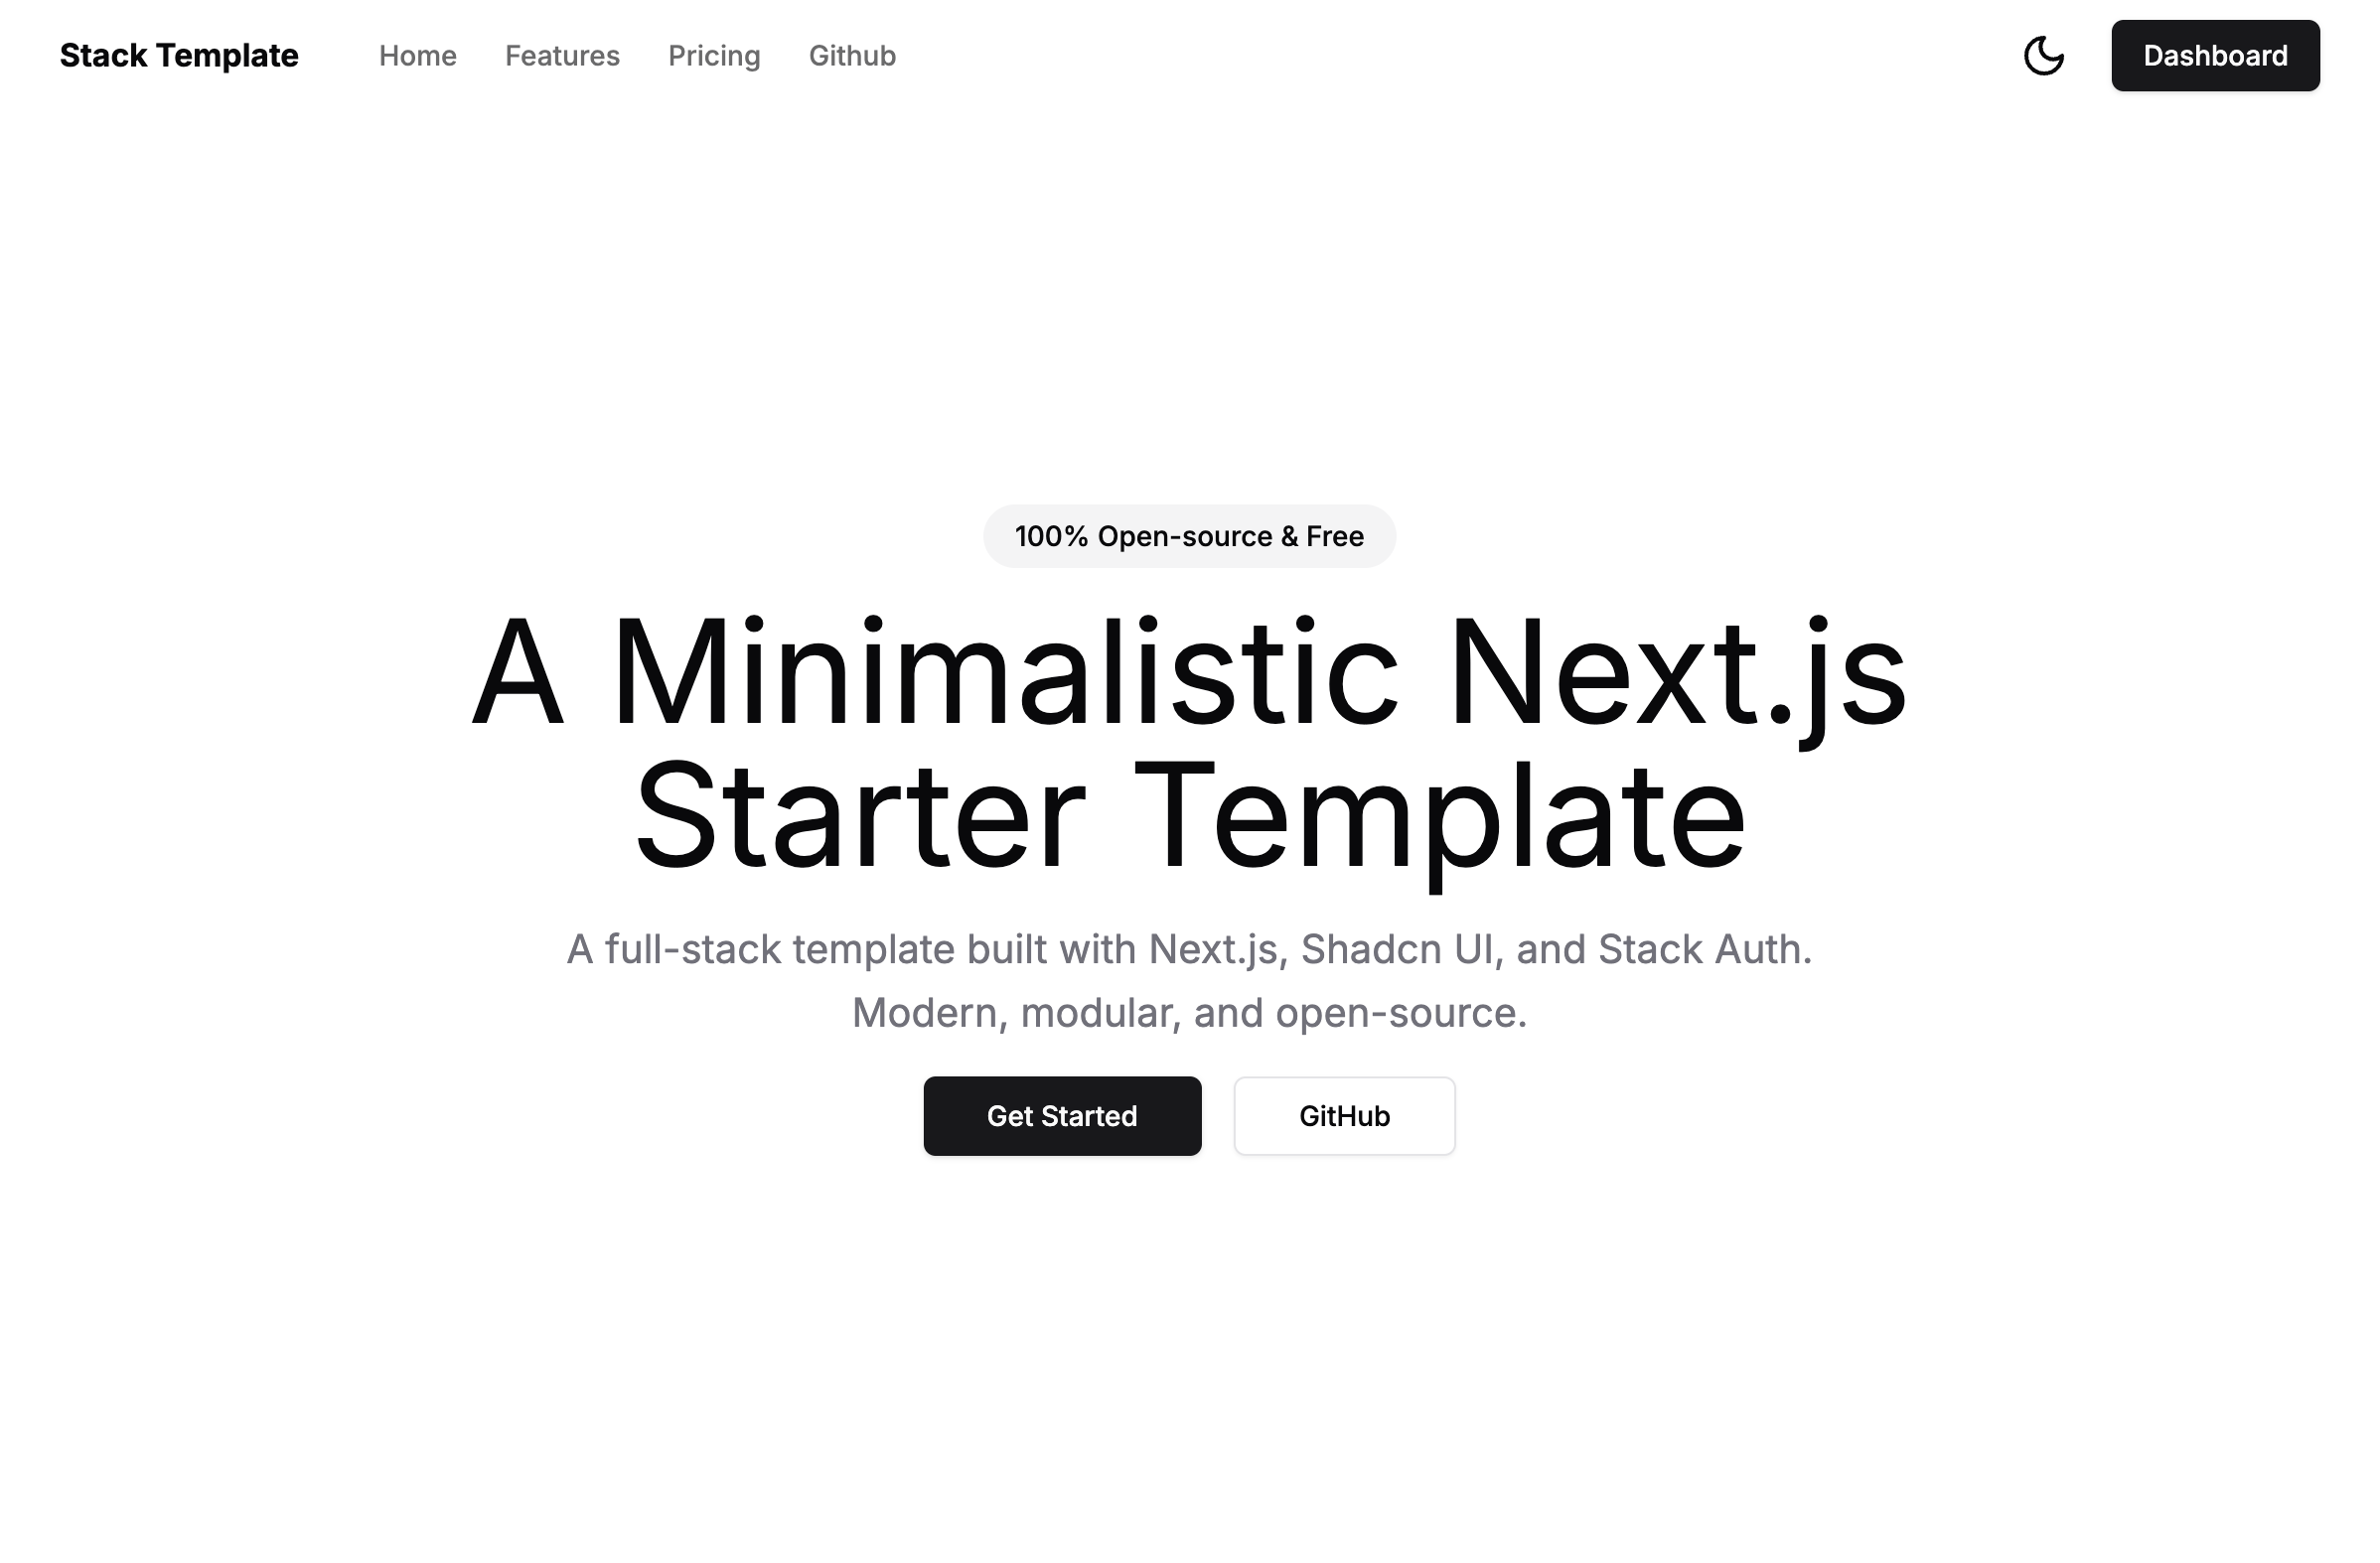 Stack Template
Home
Features
Pricing
Github
Dashboard
100% Open-source & Free
A Minimalistic Next.js
Starter Template
A full-stack template built with Next.js, Shadcn UI, and Stack Auth.
Modern, modular, and open-source.
Get Started
GitHub